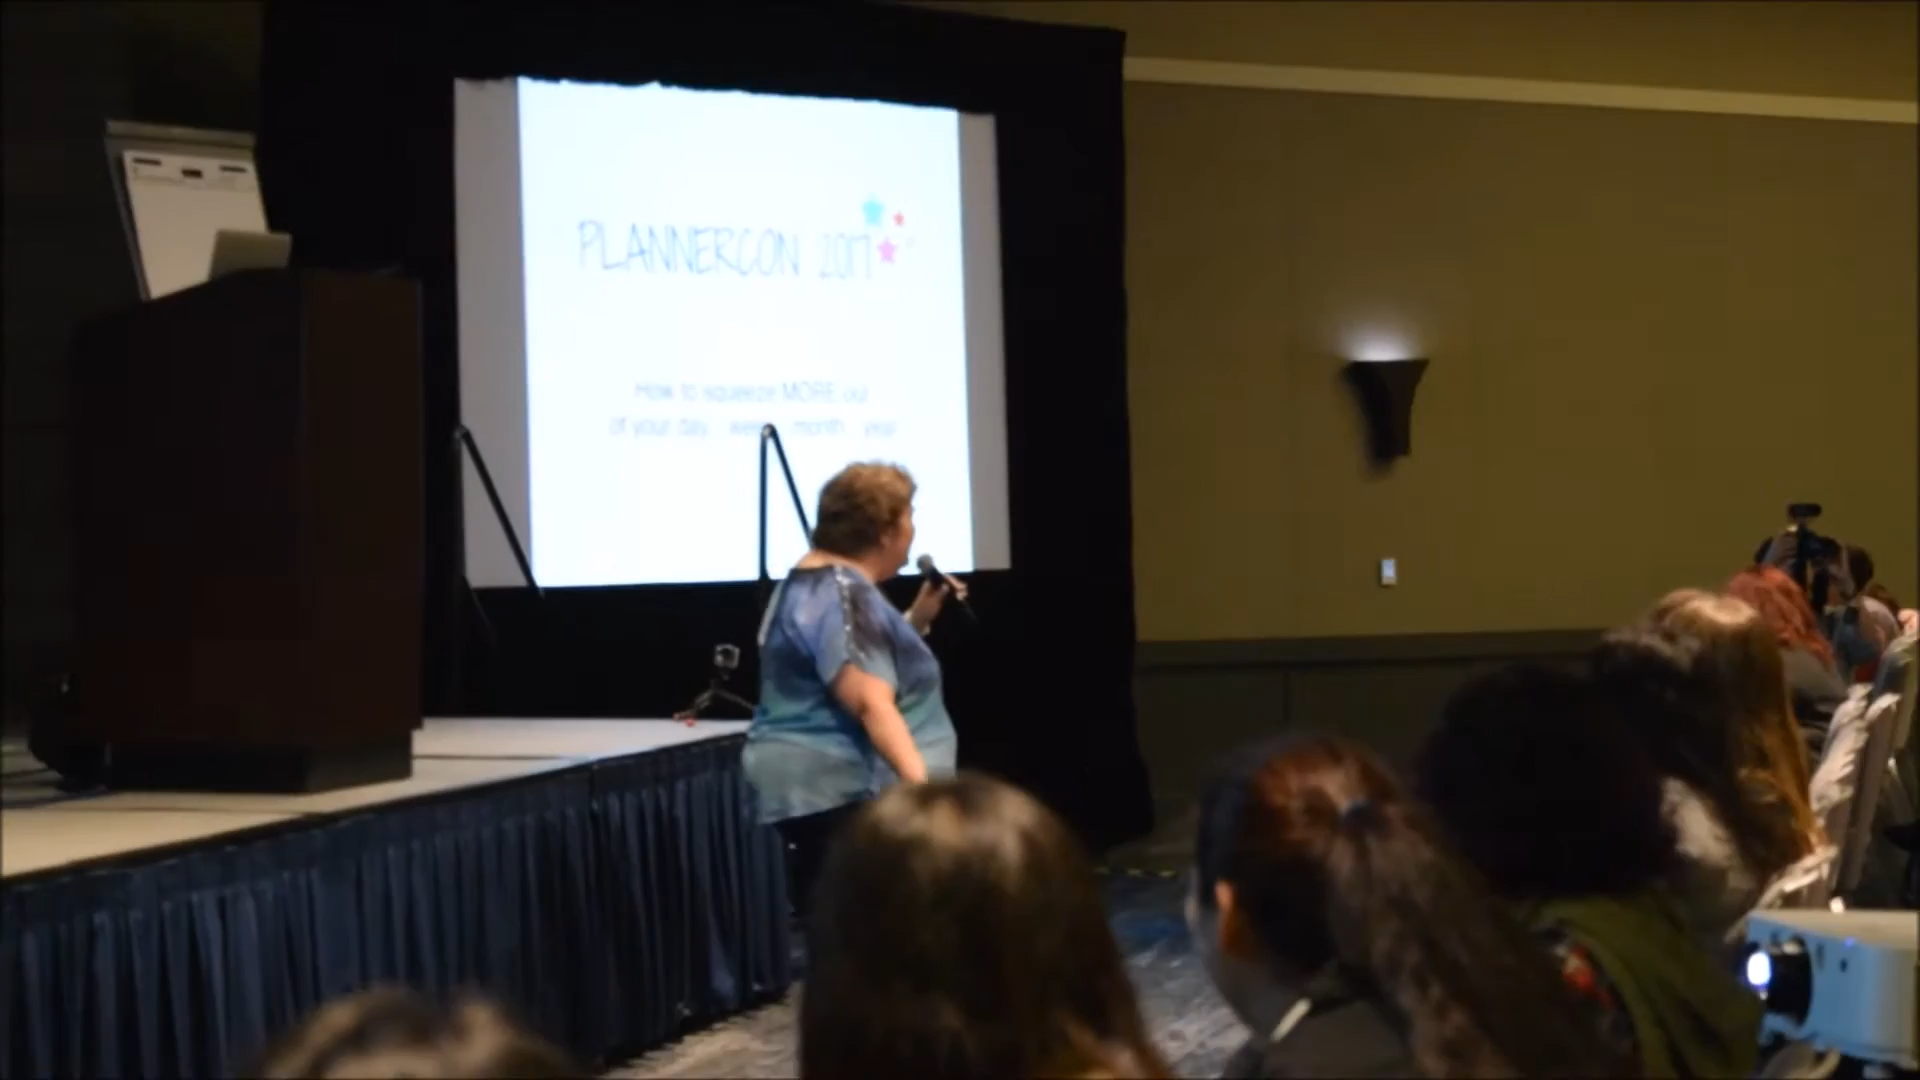 PLANNERCON 2017
How to squeeze MORE out
of your day... week... month... year